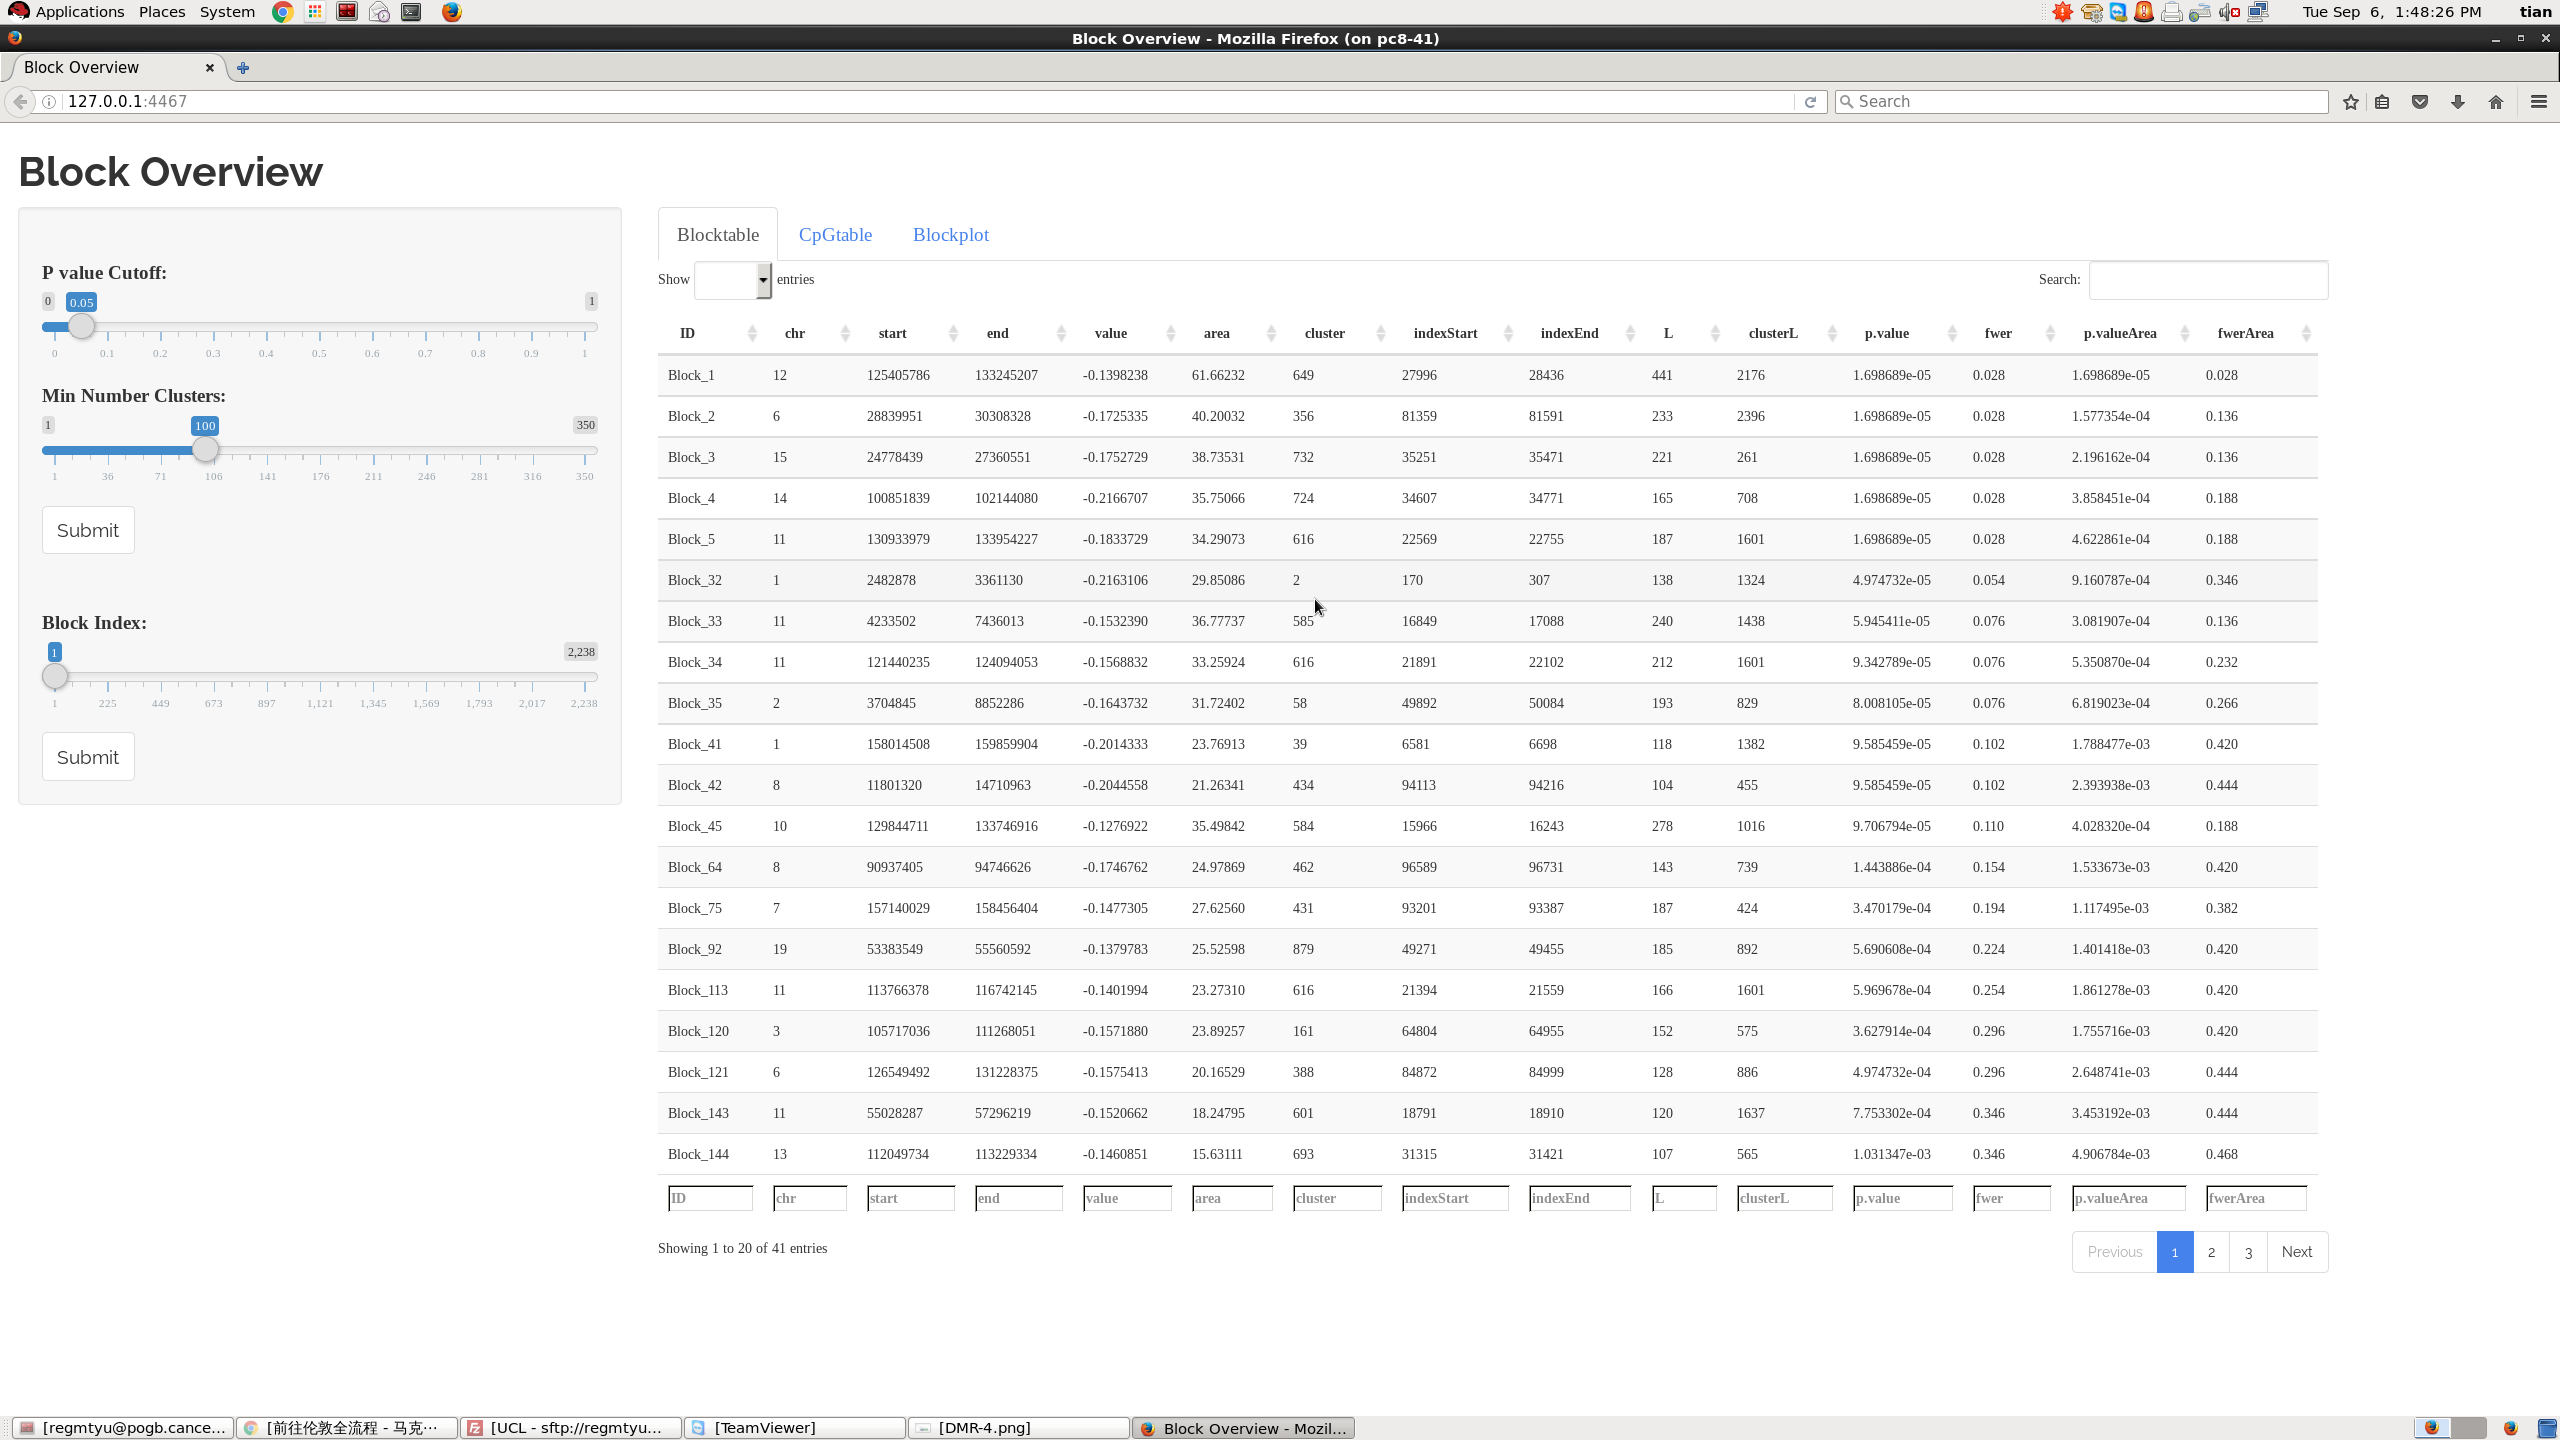 Applications Places System Tue Sep 6, 1:48:26 PM tian
Block Overview - Mozilla Firefox (on pc8-41)
Block Overview
127.0.0.1:4467 Search
Block Overview
P value Cutoff:
0 0.05 1
0 0.1 0.2 0.3 0.4 0.5 0.6 0.7 0.8 0.9 1
Min Number Clusters:
1 100 350
1 36 71 106 141 176 211 246 281 316 350
Submit
Block Index:
1 2,238
1 225 449 673 897 1,121 1,345 1,569 1,793 2,017 2,238
Submit
Blocktable CpGtable Blockplot
Show entries Search:
ID chr start end value area cluster indexStart indexEnd L clusterL p.value fwer p.valueArea fwerArea
Block_1 12 125405786 133245207 -0.1398238 61.66232 649 27996 28436 441 2176 1.698689e-05 0.028 1.698689e-05 0.028
Block_2 6 28839951 30308328 -0.1725335 40.20032 356 81359 81591 233 2396 1.698689e-05 0.028 1.577354e-04 0.136
Block_3 15 24778439 27360551 -0.1752729 38.73531 732 35251 35471 221 261 1.698689e-05 0.028 2.196162e-04 0.136
Block_4 14 100851839 102144080 -0.2166707 35.75066 724 34607 34771 165 708 1.698689e-05 0.028 3.858451e-04 0.188
Block_5 11 130933979 133954227 -0.1833729 34.29073 616 22569 22755 187 1601 1.698689e-05 0.028 4.622861e-04 0.188
Block_32 1 2482878 3361130 -0.2163106 29.85086 2 170 307 138 1324 4.974732e-05 0.054 9.160787e-04 0.346
Block_33 11 4233502 7436013 -0.1532390 36.77737 585 16849 17088 240 1438 5.945411e-05 0.076 3.081907e-04 0.136
Block_34 11 121440235 124094053 -0.1568832 33.25924 616 21891 22102 212 1601 9.342789e-05 0.076 5.350870e-04 0.232
Block_35 2 3704845 8852286 -0.1643732 31.72402 58 49892 50084 193 829 8.008105e-05 0.076 6.819023e-04 0.266
Block_41 1 158014508 159859904 -0.2014333 23.76913 39 6581 6698 118 1382 9.585459e-05 0.102 1.788477e-03 0.420
Block_42 8 11801320 14710963 -0.2044558 21.26341 434 94113 94216 104 455 9.585459e-05 0.102 2.393938e-03 0.444
Block_45 10 129844711 133746916 -0.1276922 35.49842 584 15966 16243 278 1016 9.706794e-05 0.110 4.028320e-04 0.188
Block_64 8 90937405 94746626 -0.1746762 24.97869 462 96589 96731 143 739 1.443886e-04 0.154 1.533673e-03 0.420
Block_75 7 157140029 158456404 -0.1477305 27.62560 431 93201 93387 187 424 3.470179e-04 0.194 1.117495e-03 0.382
Block_92 19 53383549 55560592 -0.1379783 25.52598 879 49271 49455 185 892 5.690608e-04 0.224 1.401418e-03 0.420
Block_113 11 113766378 116742145 -0.1401994 23.27310 616 21394 21559 166 1601 5.969678e-04 0.254 1.861278e-03 0.420
Block_120 3 105717036 111268051 -0.1571880 23.89257 161 64804 64955 152 575 3.627914e-04 0.296 1.755716e-03 0.420
Block_121 6 126549492 131228375 -0.1575413 20.16529 388 84872 84999 128 886 4.974732e-04 0.296 2.648741e-03 0.444
Block_143 11 55028287 57296219 -0.1520662 18.24795 601 18791 18910 120 1637 7.753302e-04 0.346 3.453192e-03 0.444
Block_144 13 112049734 113229334 -0.1460851 15.63111 693 31315 31421 107 565 1.031347e-03 0.346 4.906784e-03 0.468
ID chr start end value area cluster indexStart indexEnd L clusterL p.value fwer p.valueArea fwerArea
Showing 1 to 20 of 41 entries Previous 1 2 3 Next
[regmtyu@pogb.cance... [前往伦敦全流程 - 马克··· [UCL - sftp://regmtyu... [TeamViewer] [DMR-4.png] Block Overview - Mozil...